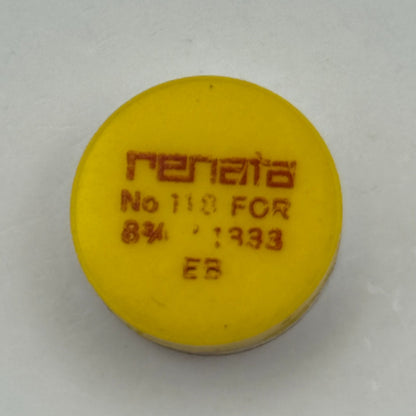 renata
No 118 FOR
8¾ 1333
EB